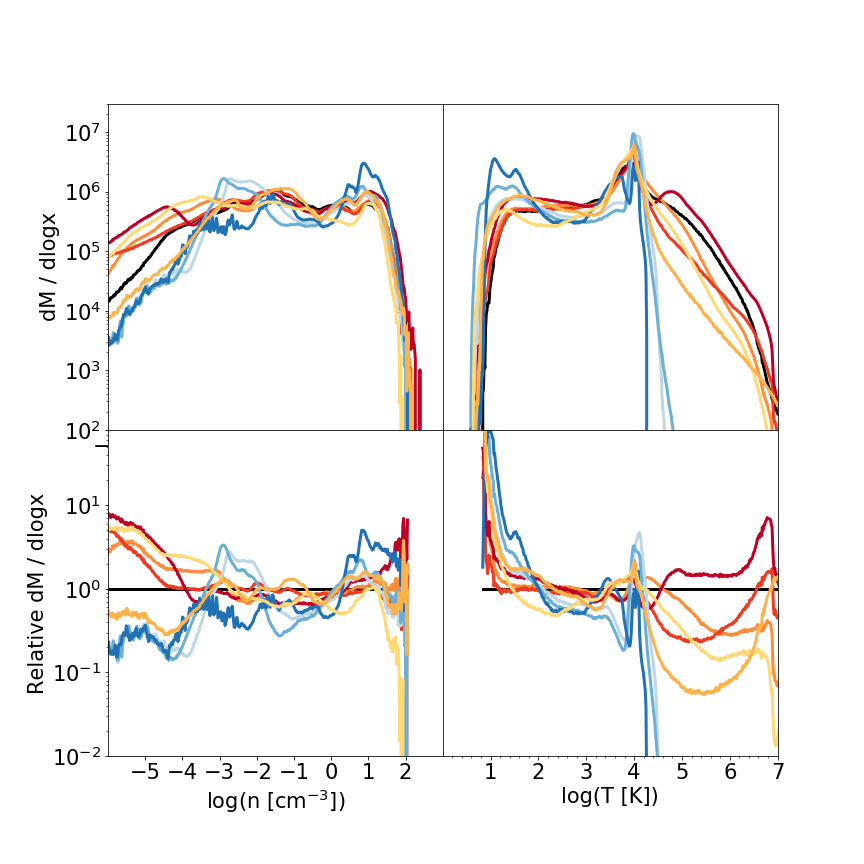 10⁷
10⁶
10⁵
10⁴
10³
10²
dM / dlogx
10¹
10⁰
10⁻¹
10⁻²
Relative dM / dlogx
−5 −4 −3 −2 −1 0 1 2
1 2 3 4 5 6 7
log(n [cm⁻³])
log(T [K])